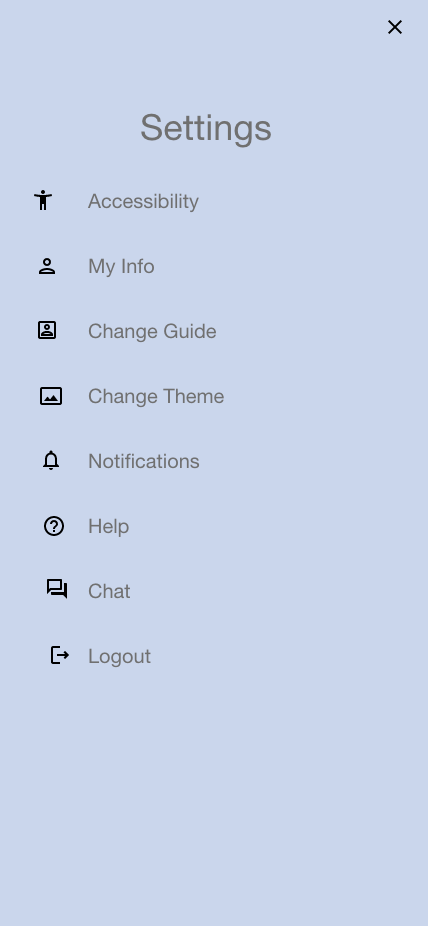 Settings
Accessibility
My Info
Change Guide
Change Theme
Notifications
Help
Chat
Logout